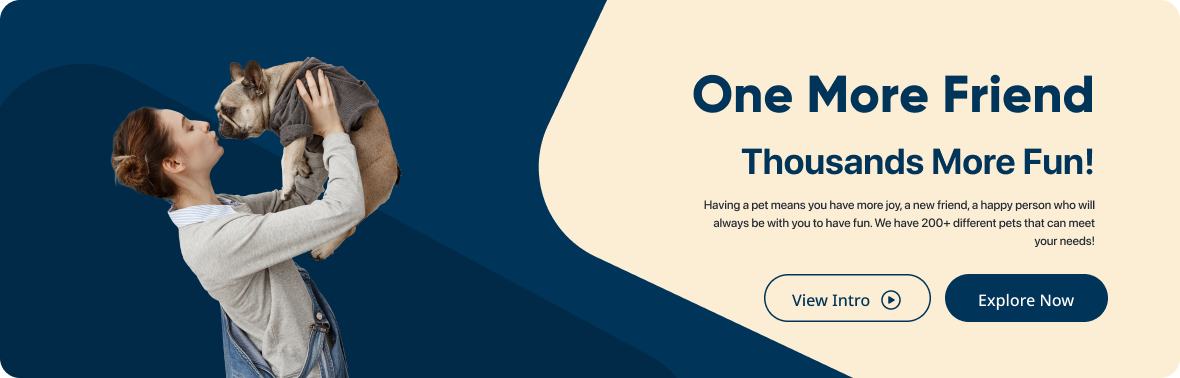 One More Friend
Thousands More Fun!
Having a pet means you have more joy, a new friend, a happy person who will
always be with you to have fun. We have 200+ different pets that can meet
your needs!
View Intro
Explore Now